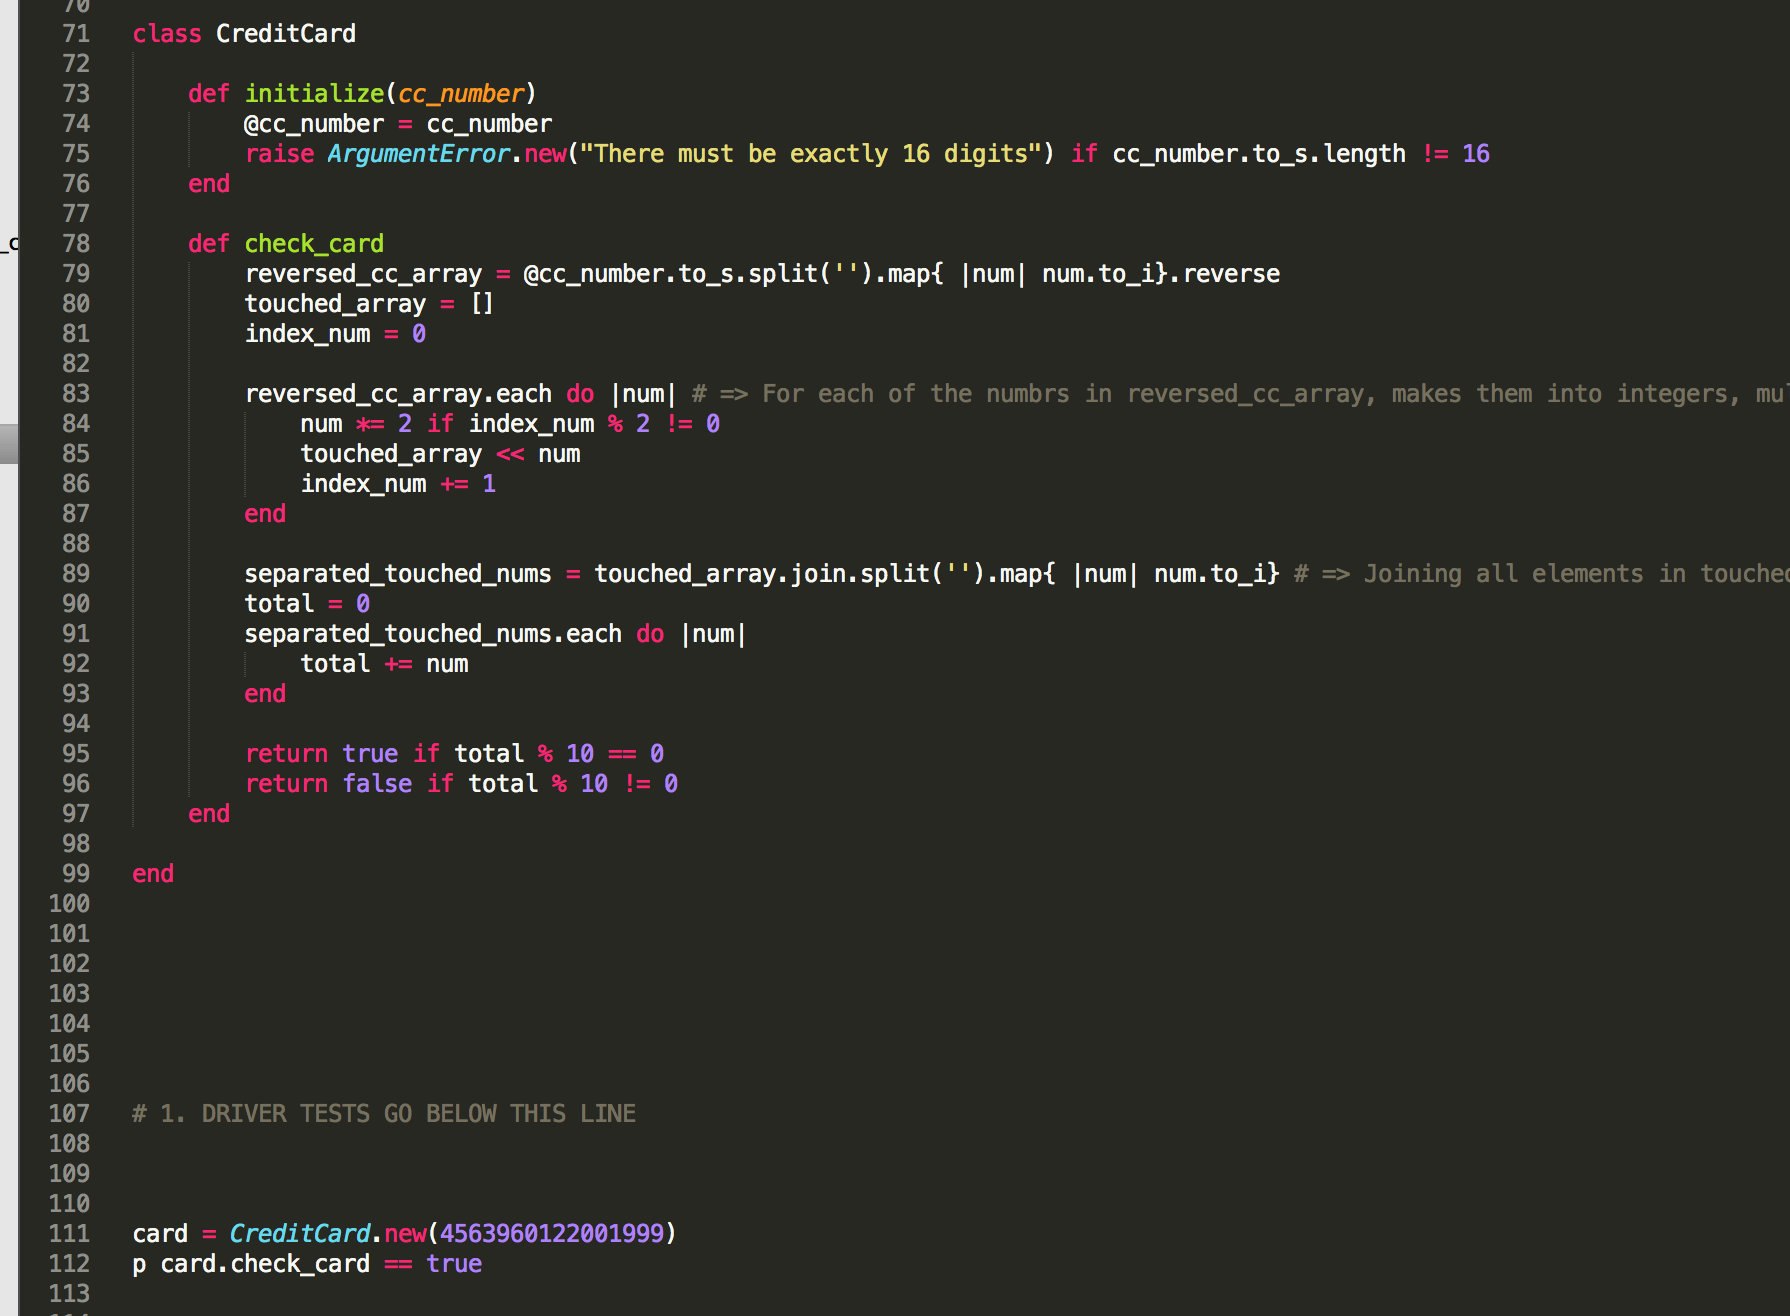 70
71 class CreditCard
72
73     def initialize(cc_number)
74         @cc_number = cc_number
75         raise ArgumentError.new("There must be exactly 16 digits") if cc_number.to_s.length != 16
76     end
77
_c 78     def check_card
79         reversed_cc_array = @cc_number.to_s.split('').map{ |num| num.to_i}.reverse
80         touched_array = []
81         index_num = 0
82
83         reversed_cc_array.each do |num| # => For each of the numbrs in reversed_cc_array, makes them into integers, mul
84             num *= 2 if index_num % 2 != 0
85             touched_array << num
86             index_num += 1
87         end
88
89         separated_touched_nums = touched_array.join.split('').map{ |num| num.to_i} # => Joining all elements in touched
90         total = 0
91         separated_touched_nums.each do |num|
92             total += num
93         end
94
95         return true if total % 10 == 0
96         return false if total % 10 != 0
97     end
98
99 end
100
101
102
103
104
105
106
107 # 1. DRIVER TESTS GO BELOW THIS LINE
108
109
110
111 card = CreditCard.new(4563960122001999)
112 p card.check_card == true
113